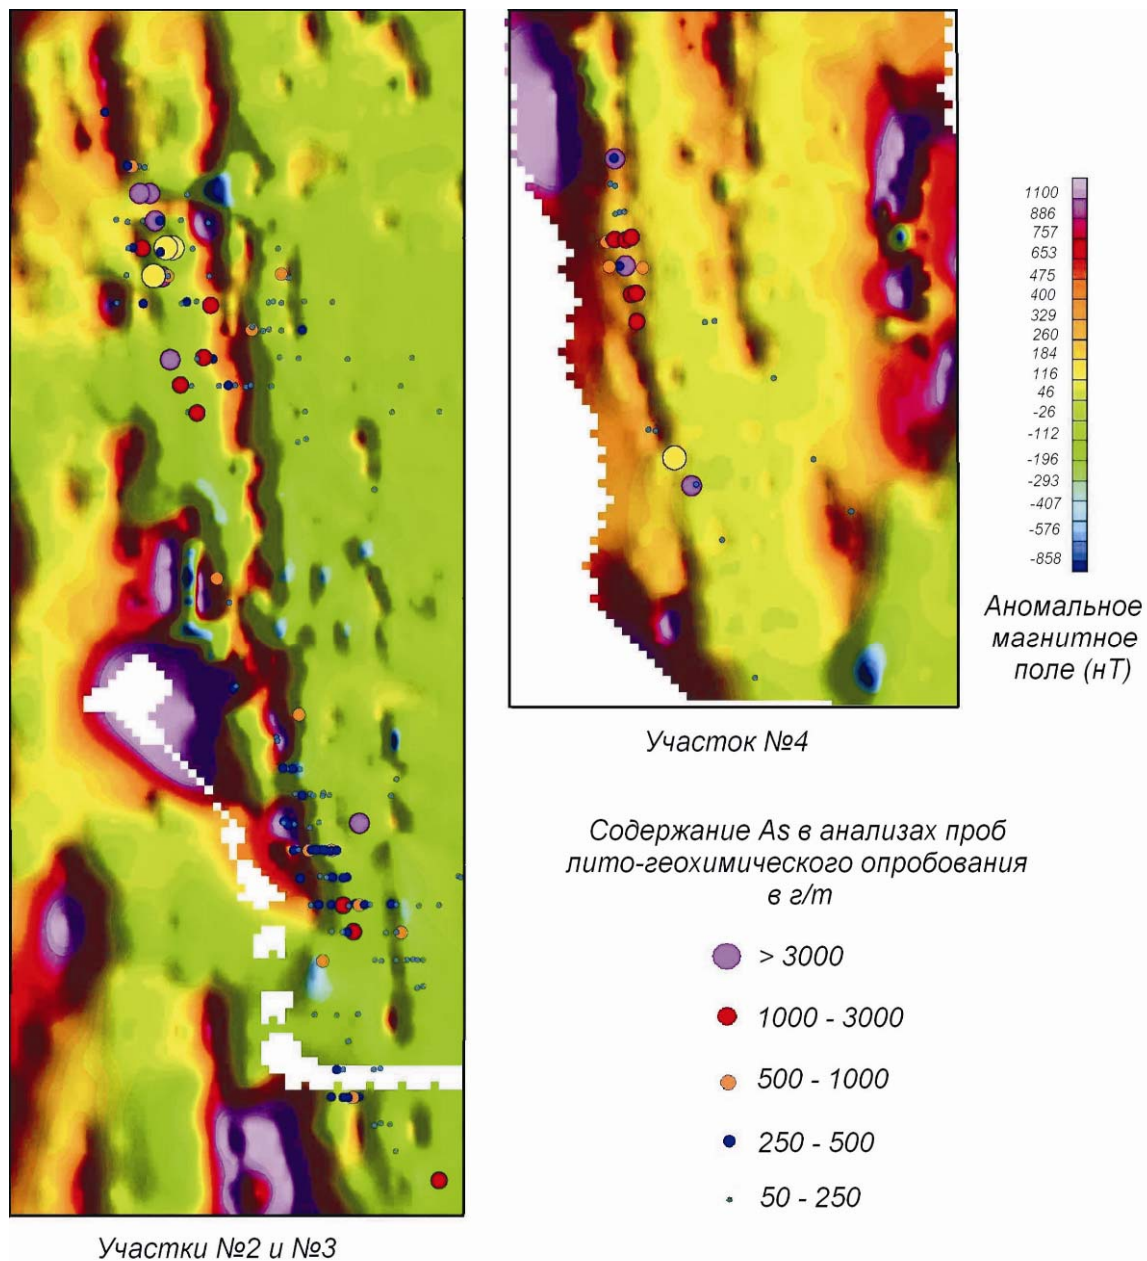 1100
886
757
653
475
400
329
260
184
116
46
-26
-112
-196
-293
-407
-576
-858
Аномальное
магнитное
поле (нТ)
Участок №4
Содержание As в анализах проб
лито-геохимического опробования
в г/т
> 3000
1000 - 3000
500 - 1000
250 - 500
50 - 250
Участки №2 и №3